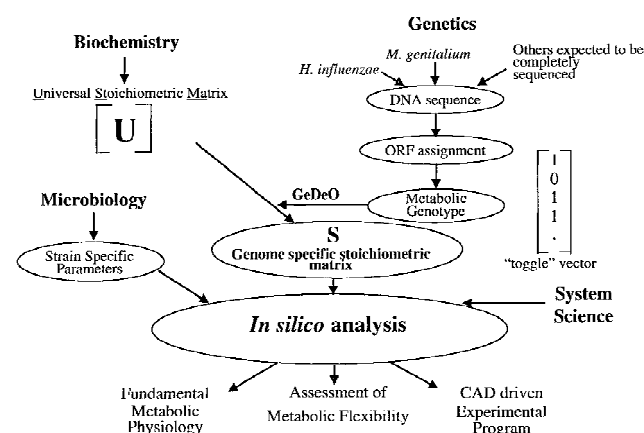 Genetics
Biochemistry
M. genitalium
H. influenzae
Others expected to be
completely
sequenced
Universal Stoichiometric Matrix
DNA sequence
U
ORF assignment
GeDeO
Metabolic
Genotype
1
0
1
1
.
"toggle" vector
Microbiology
Strain Specific
Parameters
S
Genome specific stoichiometric
matrix
System
Science
In silico analysis
Fundamental
Metabolic
Physiology
Assessment of
Metabolic Flexibility
CAD driven
Experimental
Program